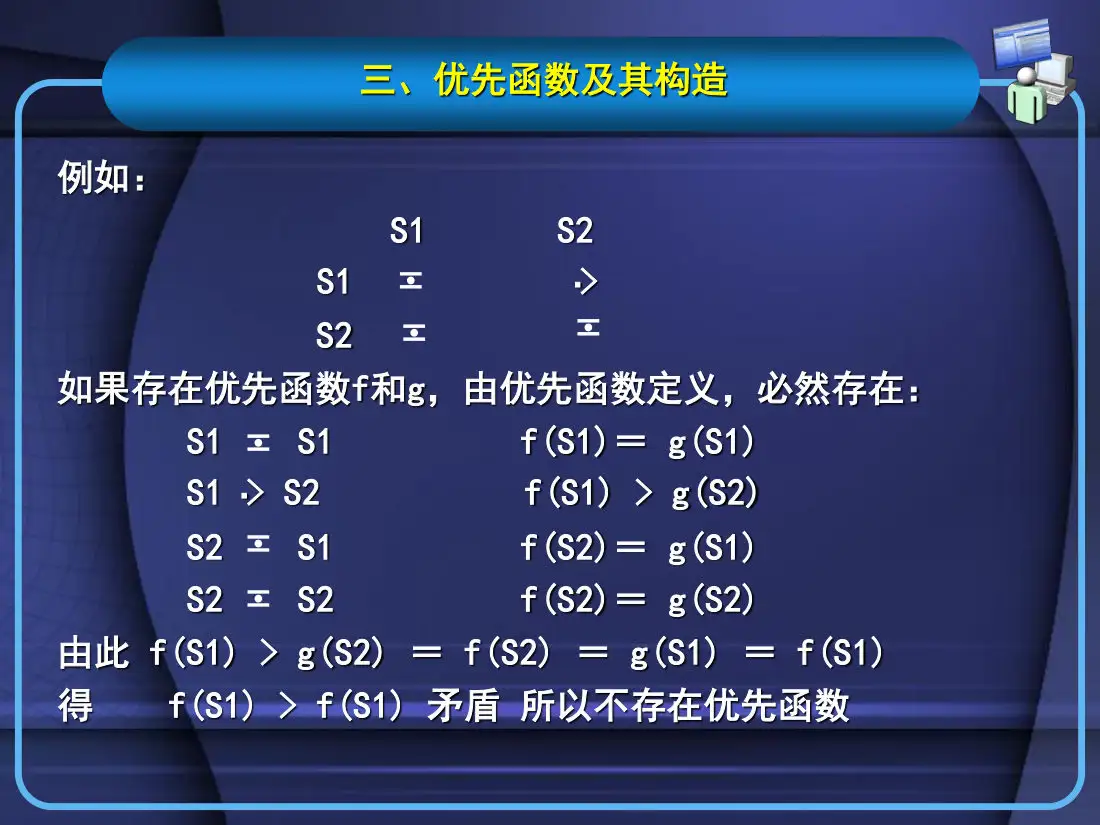 三、优先函数及其构造
例如：
S1 S2
S1 ≖ ·>
S2 ≖ ≖
如果存在优先函数f和g，由优先函数定义，必然存在：
S1 ≖ S1 f(S1)＝ g(S1)
S1 ·> S2 f(S1) > g(S2)
S2 ≖ S1 f(S2)＝ g(S1)
S2 ≖ S2 f(S2)＝ g(S2)
由此 f(S1) > g(S2) ＝ f(S2) ＝ g(S1) ＝ f(S1)
得 f(S1) > f(S1) 矛盾 所以不存在优先函数